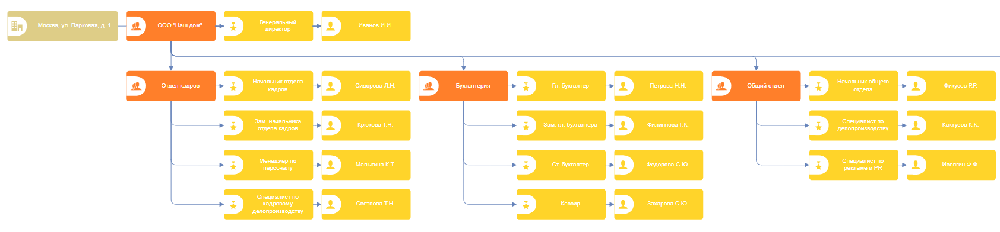 Москва, ул. Парковая, д. 1
ООО "Наш дом"
Генеральный
директор
Иванов И.И.
Отдел кадров
Начальник отдела
кадров
Сидорова Л.Н.
Бухгалтерия
Гл. бухгалтер
Петрова Н.Н.
Общий отдел
Начальник общего
отдела
Фикусов Р.Р.
Зам. начальника
отдела кадров
Крюкова Т.Н.
Зам. гл. бухгалтера
Филиппова Г.К.
Специалист по
делопроизводству
Кактусов К.К.
Менеджер по
персоналу
Малыгина К.Т.
Ст. бухгалтер
Федорова С.Ю.
Специалист по
рекламе и PR
Иволгин Ф.Ф.
Специалист по
кадровому
делопроизводству
Светлова Т.Н.
Кассир
Захарова С.Ю.